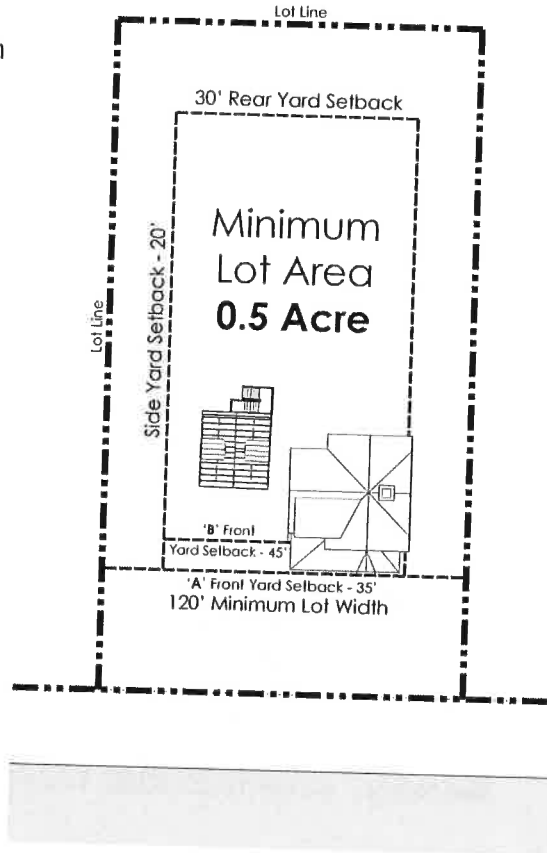 Lot Line
30' Rear Yard Setback
Minimum
Lot Area
0.5 Acre
Side Yard Setback - 20'
Lot Line
'B' Front
Yard Setback - 45'
'A' Front Yard Setback - 35'
120' Minimum Lot Width